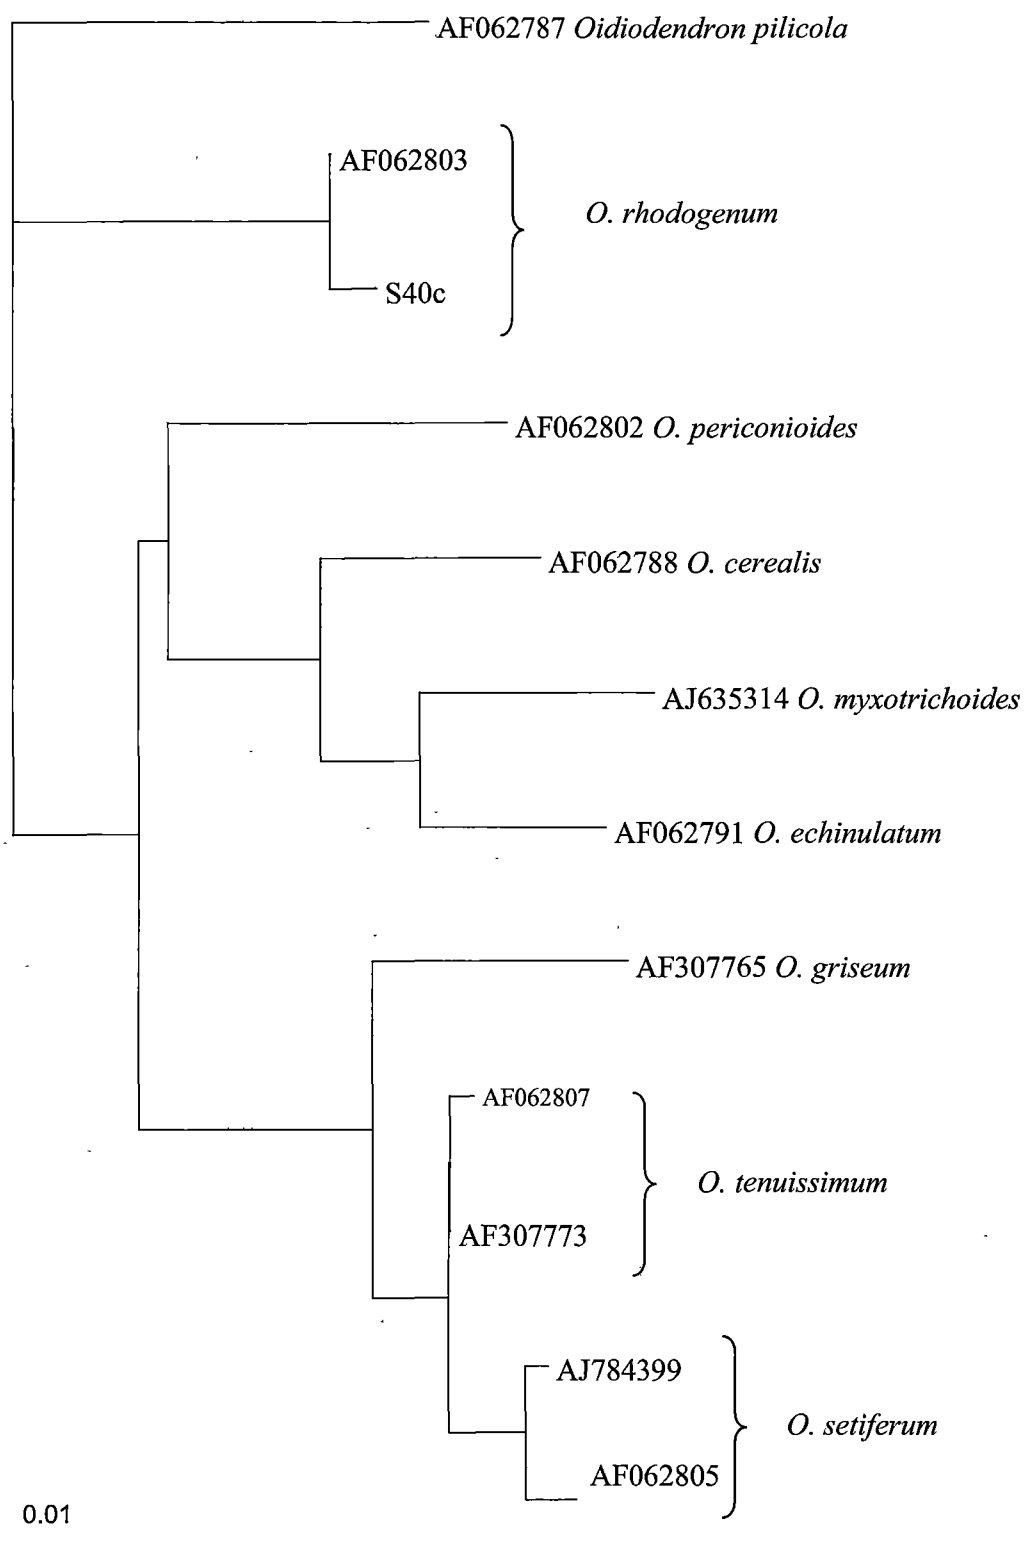 AF062787 Oidiodendron pilicola
AF062803
O. rhodogenum
S40c
AF062802 O. periconioides
AF062788 O. cerealis
AJ635314 O. myxotrichoides
AF062791 O. echinulatum
AF307765 O. griseum
AF062807
O. tenuissimum
AF307773
AJ784399
O. setiferum
AF062805
0.01